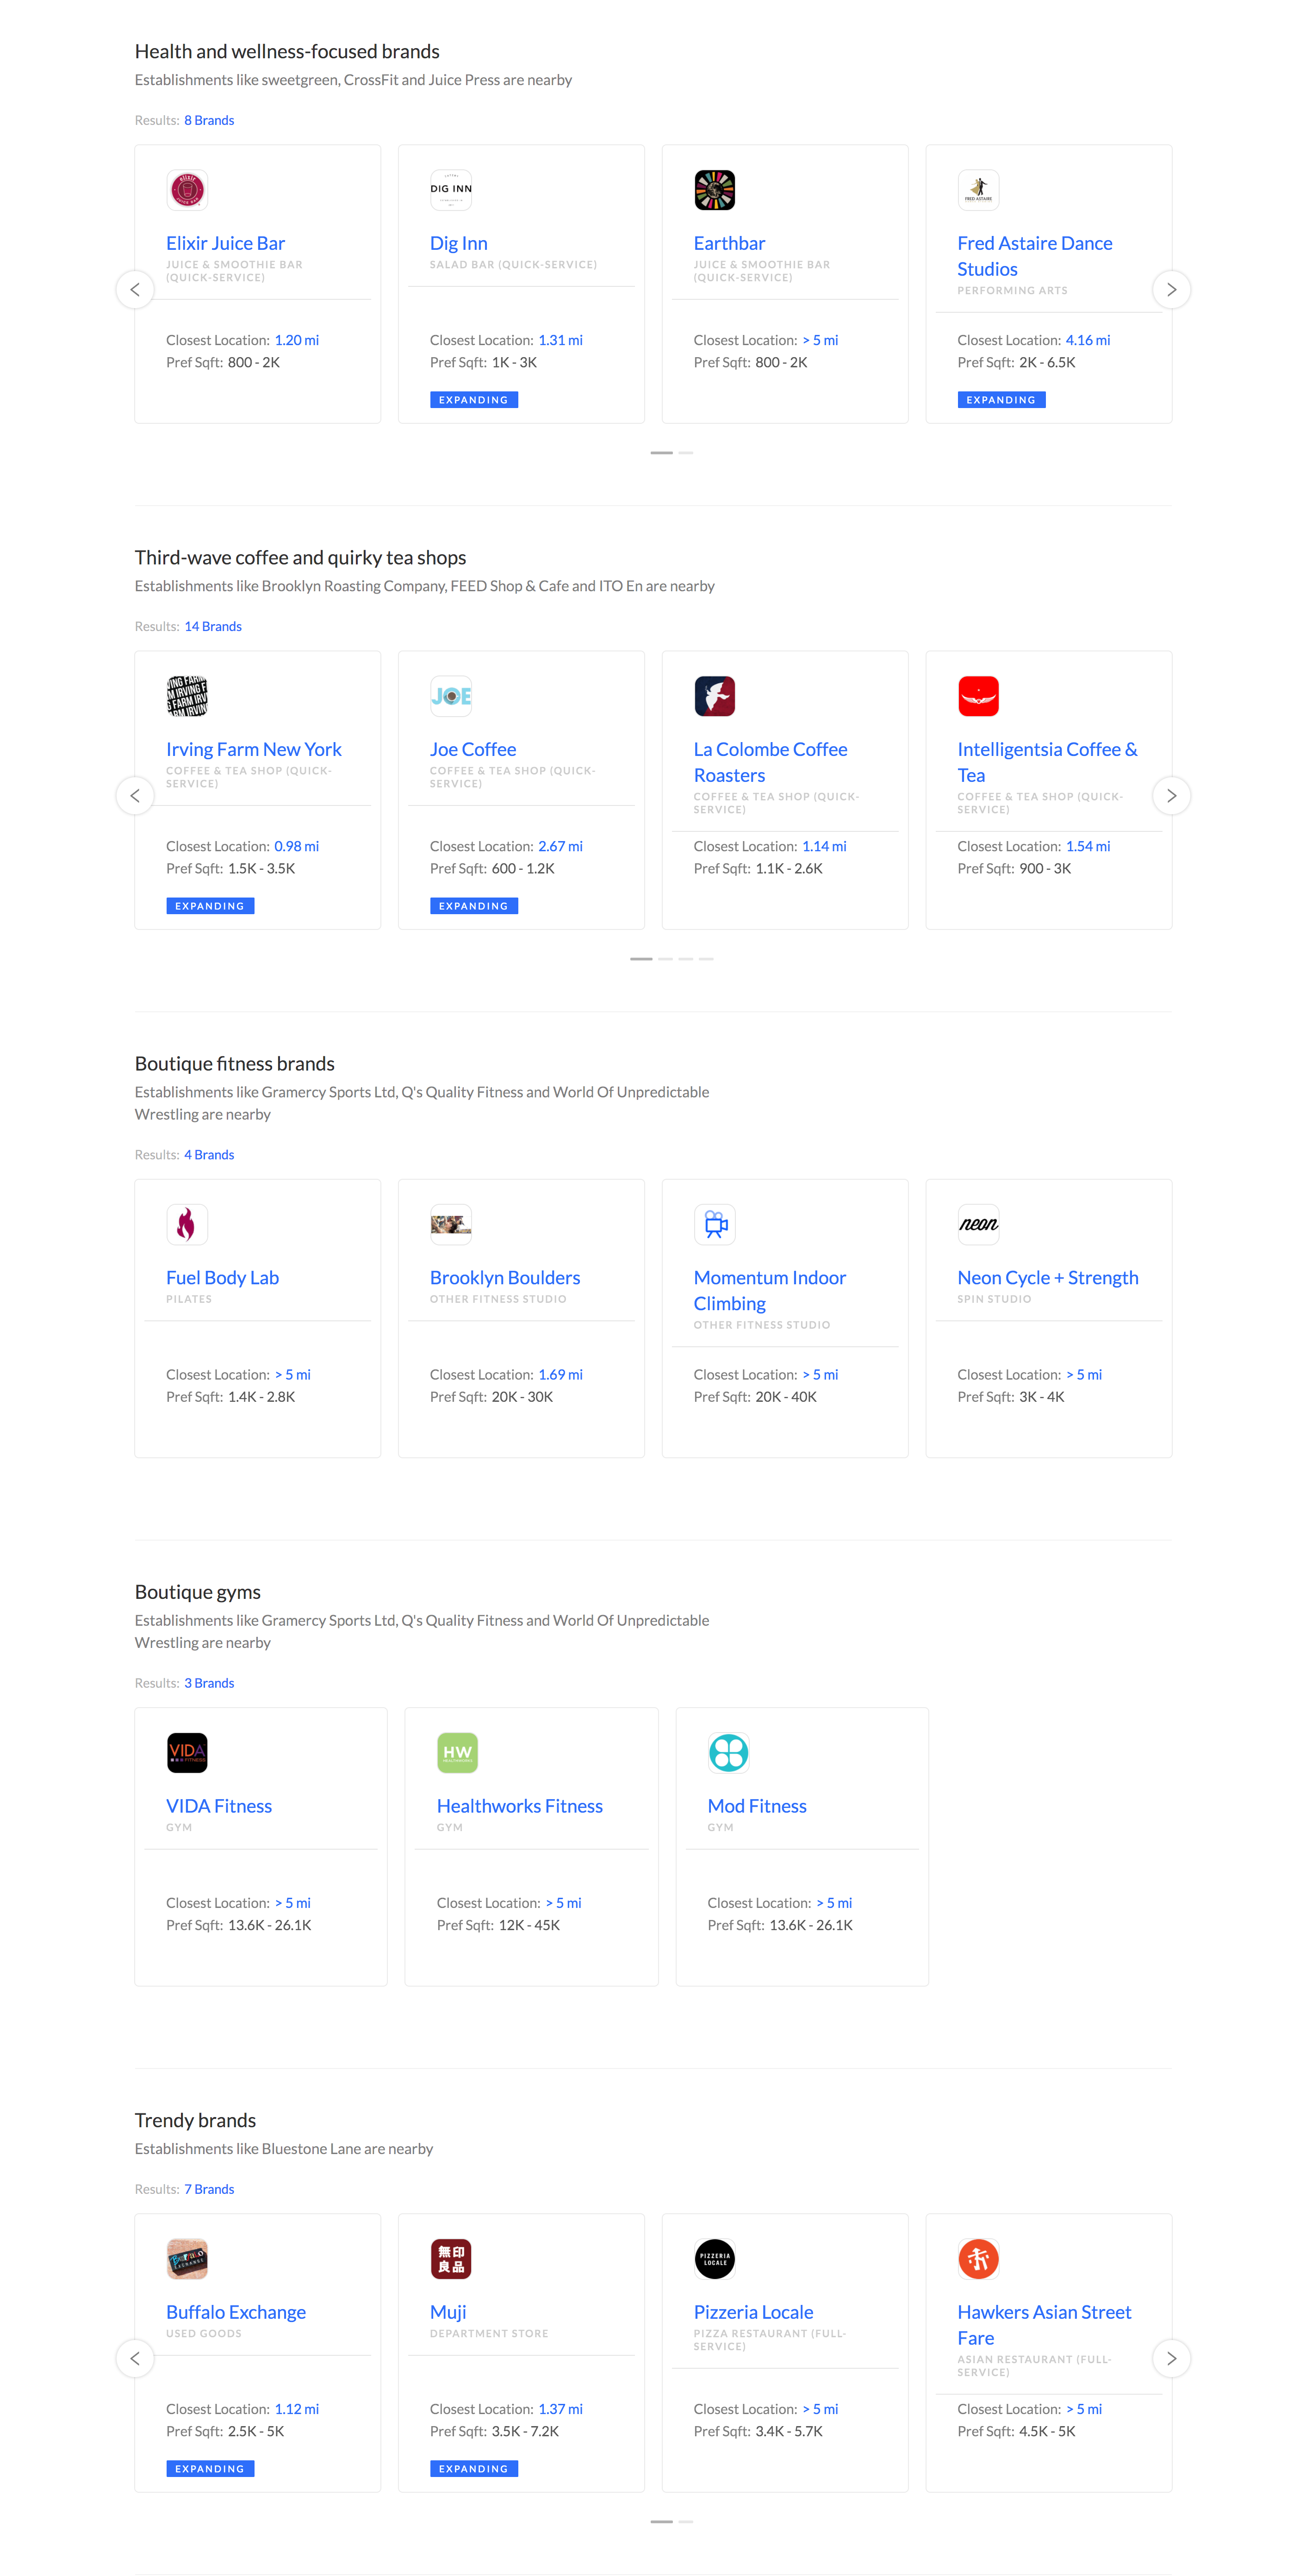 Health and wellness-focused brands
Establishments like sweetgreen, CrossFit and Juice Press are nearby
Results: 8 Brands
DIG INN
FRED ASTAIRE
Elixir Juice Bar
JUICE & SMOOTHIE BAR
(QUICK-SERVICE)
Closest Location: 1.20 mi
Pref Sqft: 800 - 2K
Dig Inn
SALAD BAR (QUICK-SERVICE)
Closest Location: 1.31 mi
Pref Sqft: 1K - 3K
EXPANDING
Earthbar
JUICE & SMOOTHIE BAR
(QUICK-SERVICE)
Closest Location: > 5 mi
Pref Sqft: 800 - 2K
Fred Astaire Dance
Studios
PERFORMING ARTS
Closest Location: 4.16 mi
Pref Sqft: 2K - 6.5K
EXPANDING
Third-wave coffee and quirky tea shops
Establishments like Brooklyn Roasting Company, FEED Shop & Cafe and ITO En are nearby
Results: 14 Brands
Irving Farm New York
COFFEE & TEA SHOP (QUICK-
SERVICE)
Closest Location: 0.98 mi
Pref Sqft: 1.5K - 3.5K
EXPANDING
JOE
Joe Coffee
COFFEE & TEA SHOP (QUICK-
SERVICE)
Closest Location: 2.67 mi
Pref Sqft: 600 - 1.2K
EXPANDING
La Colombe Coffee
Roasters
COFFEE & TEA SHOP (QUICK-
SERVICE)
Closest Location: 1.14 mi
Pref Sqft: 1.1K - 2.6K
Intelligentsia Coffee &
Tea
COFFEE & TEA SHOP (QUICK-
SERVICE)
Closest Location: 1.54 mi
Pref Sqft: 900 - 3K
Boutique fitness brands
Establishments like Gramercy Sports Ltd, Q's Quality Fitness and World Of Unpredictable
Wrestling are nearby
Results: 4 Brands
Fuel Body Lab
PILATES
Closest Location: > 5 mi
Pref Sqft: 1.4K - 2.8K
Brooklyn Boulders
OTHER FITNESS STUDIO
Closest Location: 1.69 mi
Pref Sqft: 20K - 30K
Momentum Indoor
Climbing
OTHER FITNESS STUDIO
Closest Location: > 5 mi
Pref Sqft: 20K - 40K
neon
Neon Cycle + Strength
SPIN STUDIO
Closest Location: > 5 mi
Pref Sqft: 3K - 4K
Boutique gyms
Establishments like Gramercy Sports Ltd, Q's Quality Fitness and World Of Unpredictable
Wrestling are nearby
Results: 3 Brands
VIDA
FITNESS
VIDA Fitness
GYM
Closest Location: > 5 mi
Pref Sqft: 13.6K - 26.1K
HW
Healthworks Fitness
GYM
Closest Location: > 5 mi
Pref Sqft: 12K - 45K
Mod Fitness
GYM
Closest Location: > 5 mi
Pref Sqft: 13.6K - 26.1K
Trendy brands
Establishments like Bluestone Lane are nearby
Results: 7 Brands
Buffalo Exchange
USED GOODS
Closest Location: 1.12 mi
Pref Sqft: 2.5K - 5K
EXPANDING
無印
良品
Muji
DEPARTMENT STORE
Closest Location: 1.37 mi
Pref Sqft: 3.5K - 7.2K
EXPANDING
PIZZERIA
LOCALE
Pizzeria Locale
PIZZA RESTAURANT (FULL-
SERVICE)
Closest Location: > 5 mi
Pref Sqft: 3.4K - 5.7K
Hawkers Asian Street
Fare
ASIAN RESTAURANT (FULL-
SERVICE)
Closest Location: > 5 mi
Pref Sqft: 4.5K - 5K